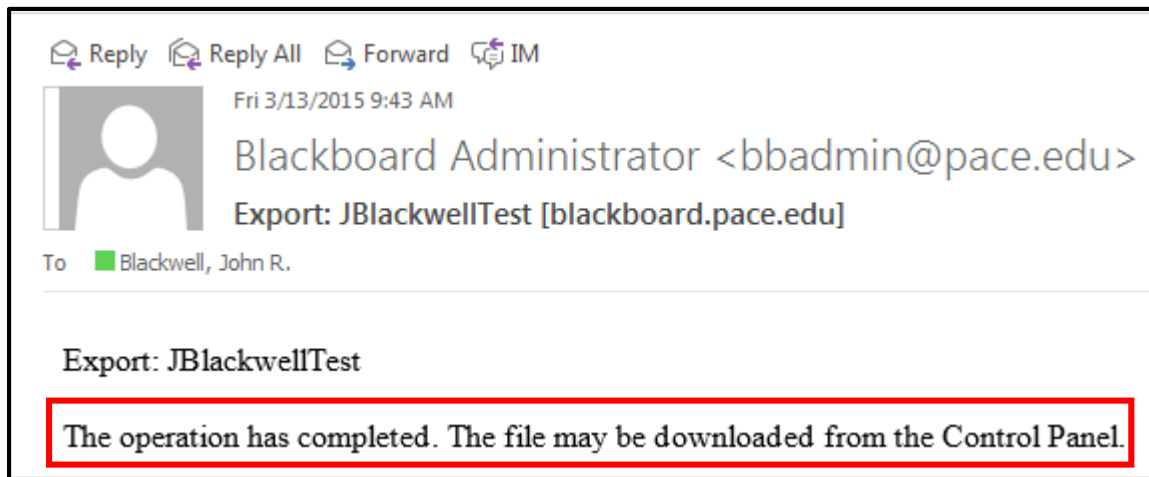 Reply Reply All Forward IM
Fri 3/13/2015 9:43 AM
Blackboard Administrator <bbadmin@pace.edu>
Export: JBlackwellTest [blackboard.pace.edu]
To Blackwell, John R.
Export: JBlackwellTest
The operation has completed. The file may be downloaded from the Control Panel.